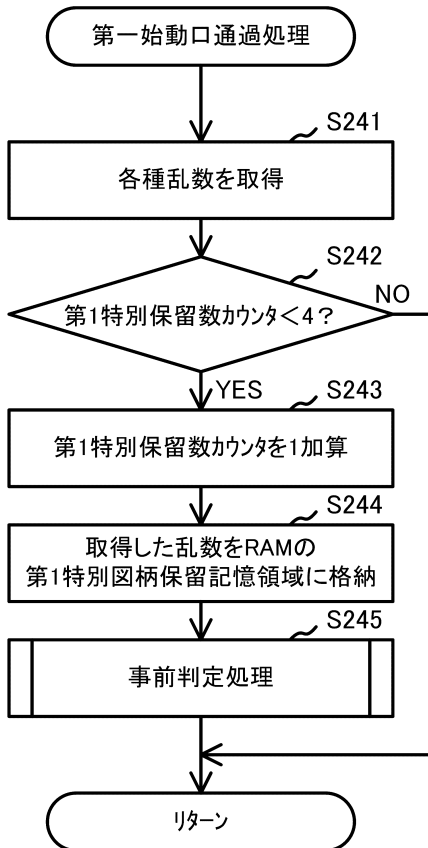 第一始動口通過処理
S241
各種乱数を取得
S242
第1特別保留数カウンタ<4?
NO
YES
S243
第1特別保留数カウンタを1加算
S244
取得した乱数をRAMの
第1特別図柄保留記憶領域に格納
S245
事前判定処理
リターン